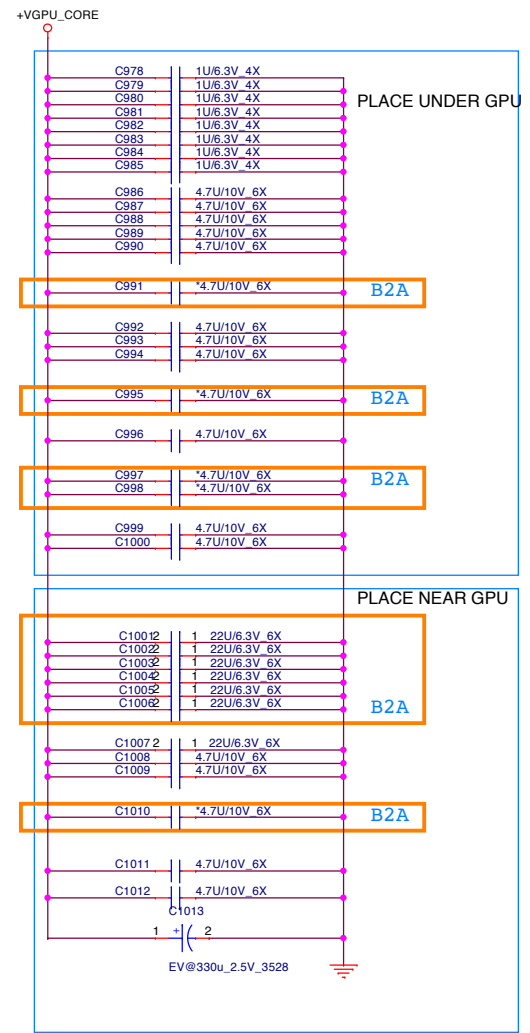 +VGPU_CORE
C978 1U/6.3V_4X
C979 1U/6.3V_4X
C980 1U/6.3V_4X
PLACE UNDER GPU
C981 1U/6.3V_4X
C982 1U/6.3V_4X
C983 1U/6.3V_4X
C984 1U/6.3V_4X
C985 1U/6.3V_4X
C986 4.7U/10V_6X
C987 4.7U/10V_6X
C988 4.7U/10V_6X
C989 4.7U/10V_6X
C990 4.7U/10V_6X
C991 *4.7U/10V_6X B2A
C992 4.7U/10V_6X
C993 4.7U/10V_6X
C994 4.7U/10V_6X
C995 *4.7U/10V_6X B2A
C996 4.7U/10V_6X
C997 *4.7U/10V_6X B2A
C998 *4.7U/10V_6X
C999 4.7U/10V_6X
C1000 4.7U/10V_6X
PLACE NEAR GPU
C1001 2 1 22U/6.3V_6X
C1002 2 1 22U/6.3V_6X
C1003 2 1 22U/6.3V_6X
C1004 2 1 22U/6.3V_6X
C1005 2 1 22U/6.3V_6X
C1006 2 1 22U/6.3V_6X B2A
C1007 2 1 22U/6.3V_6X
C1008 4.7U/10V_6X
C1009 4.7U/10V_6X
C1010 *4.7U/10V_6X B2A
C1011 4.7U/10V_6X
C1012 4.7U/10V_6X
C1013
1 + 2
EV@330u_2.5V_3528